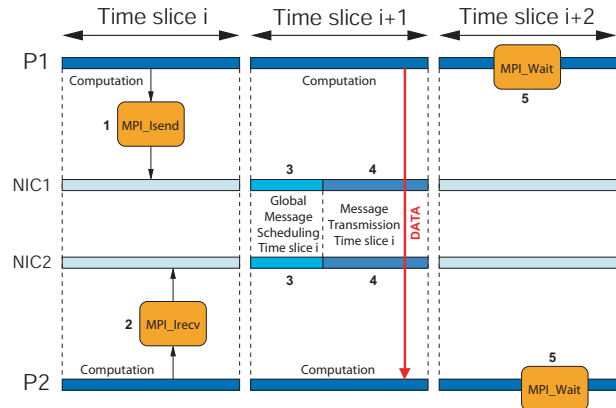 Time slice i
Time slice i+1
Time slice i+2
P1
MPI_Wait
Computation
Computation
5
1
MPI_Isend
3
4
NIC1
Global
Message
Scheduling
Time slice i
Message
Transmission
Time slice i
DATA
NIC2
3
4
2
MPI_Irecv
5
Computation
Computation
P2
MPI_Wait